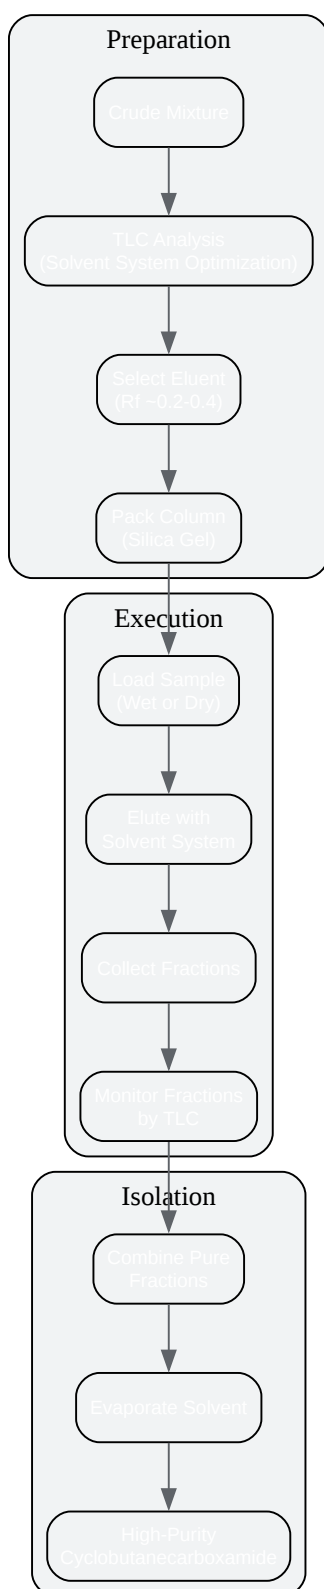 Preparation
Crude Mixture
TLC Analysis
(Solvent System Optimization)
Select Eluent
(Rf ~0.2-0.4)
Pack Column
(Silica Gel)
Execution
Load Sample
(Wet or Dry)
Elute with
Solvent System
Collect Fractions
Monitor Fractions
by TLC
Isolation
Combine Pure
Fractions
Evaporate Solvent
High-Purity
Cyclobutanecarboxamide